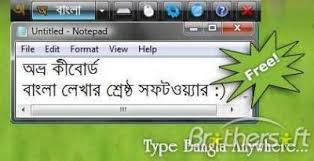 অ বাংলা
Untitled - Notepad
File Edit Format View Help
অভ্র কীবোর্ড
বাংলা লেখার শ্রেষ্ঠ সফটওয়্যার :)
Free!
Type Bangla Anywhere...
Brothersoft